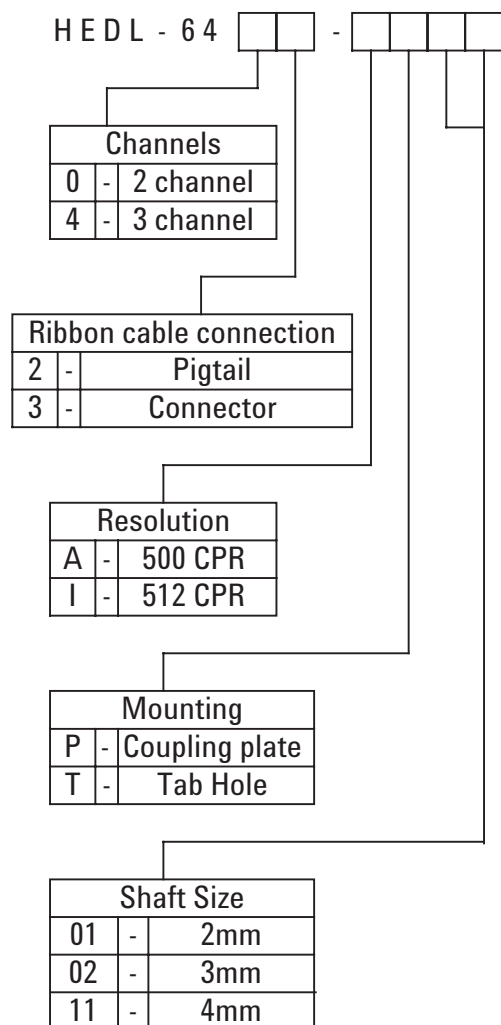 HEDL - 64 -
Channels
0 - 2 channel
4 - 3 channel
Ribbon cable connection
2 - Pigtail
3 - Connector
Resolution
A - 500 CPR
I - 512 CPR
Mounting
P - Coupling plate
T - Tab Hole
Shaft Size
01 - 2mm
02 - 3mm
11 - 4mm